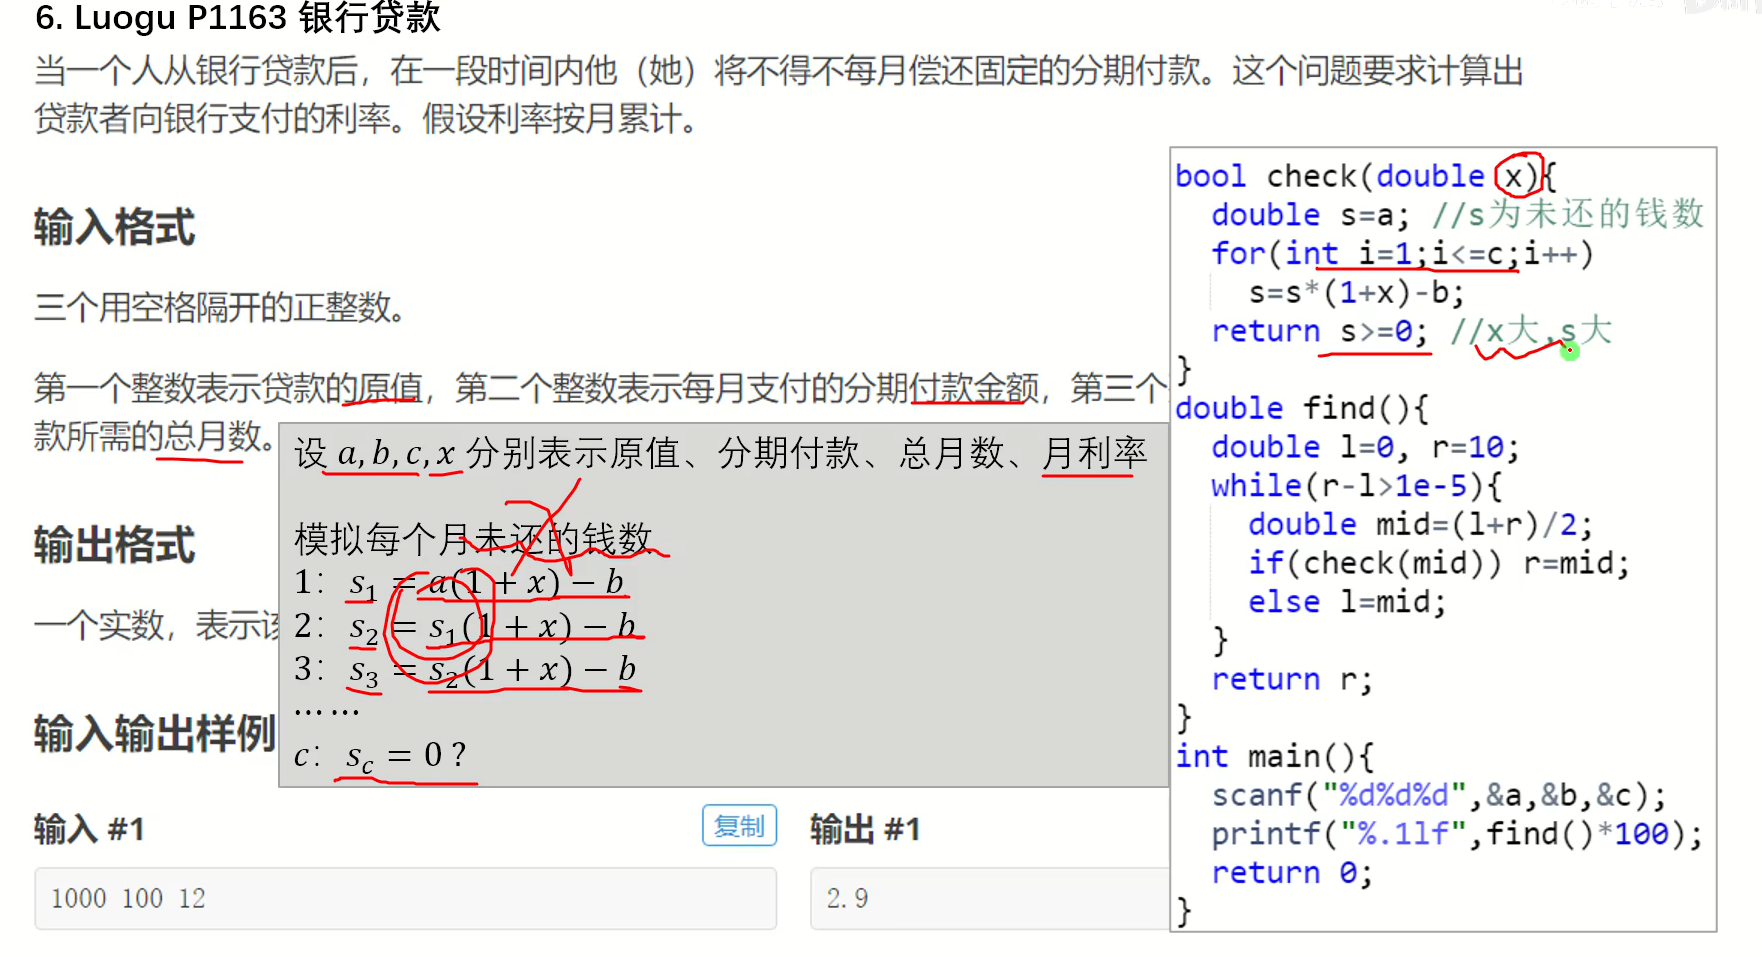 6. Luogu P1163 银行贷款
当一个人从银行贷款后，在一段时间内他（她）将不得不每月偿还固定的分期付款。这个问题要求计算出
贷款者向银行支付的利率。假设利率按月累计。
输入格式
三个用空格隔开的正整数。
第一个整数表示贷款的原值，第二个整数表示每月支付的分期付款金额，第三个
款所需的总月数。
设 a, b, c, x 分别表示原值、分期付款、总月数、月利率
模拟每个月未还的钱数
1: s₁ = a(1 + x) − b
2: s₂ = s₁(1 + x) − b
3: s₃ = s₂(1 + x) − b
……
c: s꜀ = 0 ?
输出格式
一个实数，表示该
输入输出样例
输入 #1
复制
1000 100 12
输出 #1
2.9
bool check(double x){
  double s=a; //s为未还的钱数
  for(int i=1;i<=c;i++)
    s=s*(1+x)-b;
  return s>=0; //x大,s大
}
double find(){
  double l=0, r=10;
  while(r-l>1e-5){
    double mid=(l+r)/2;
    if(check(mid)) r=mid;
    else l=mid;
  }
  return r;
}
int main(){
  scanf("%d%d%d",&a,&b,&c);
  printf("%.1lf",find()*100);
  return 0;
}